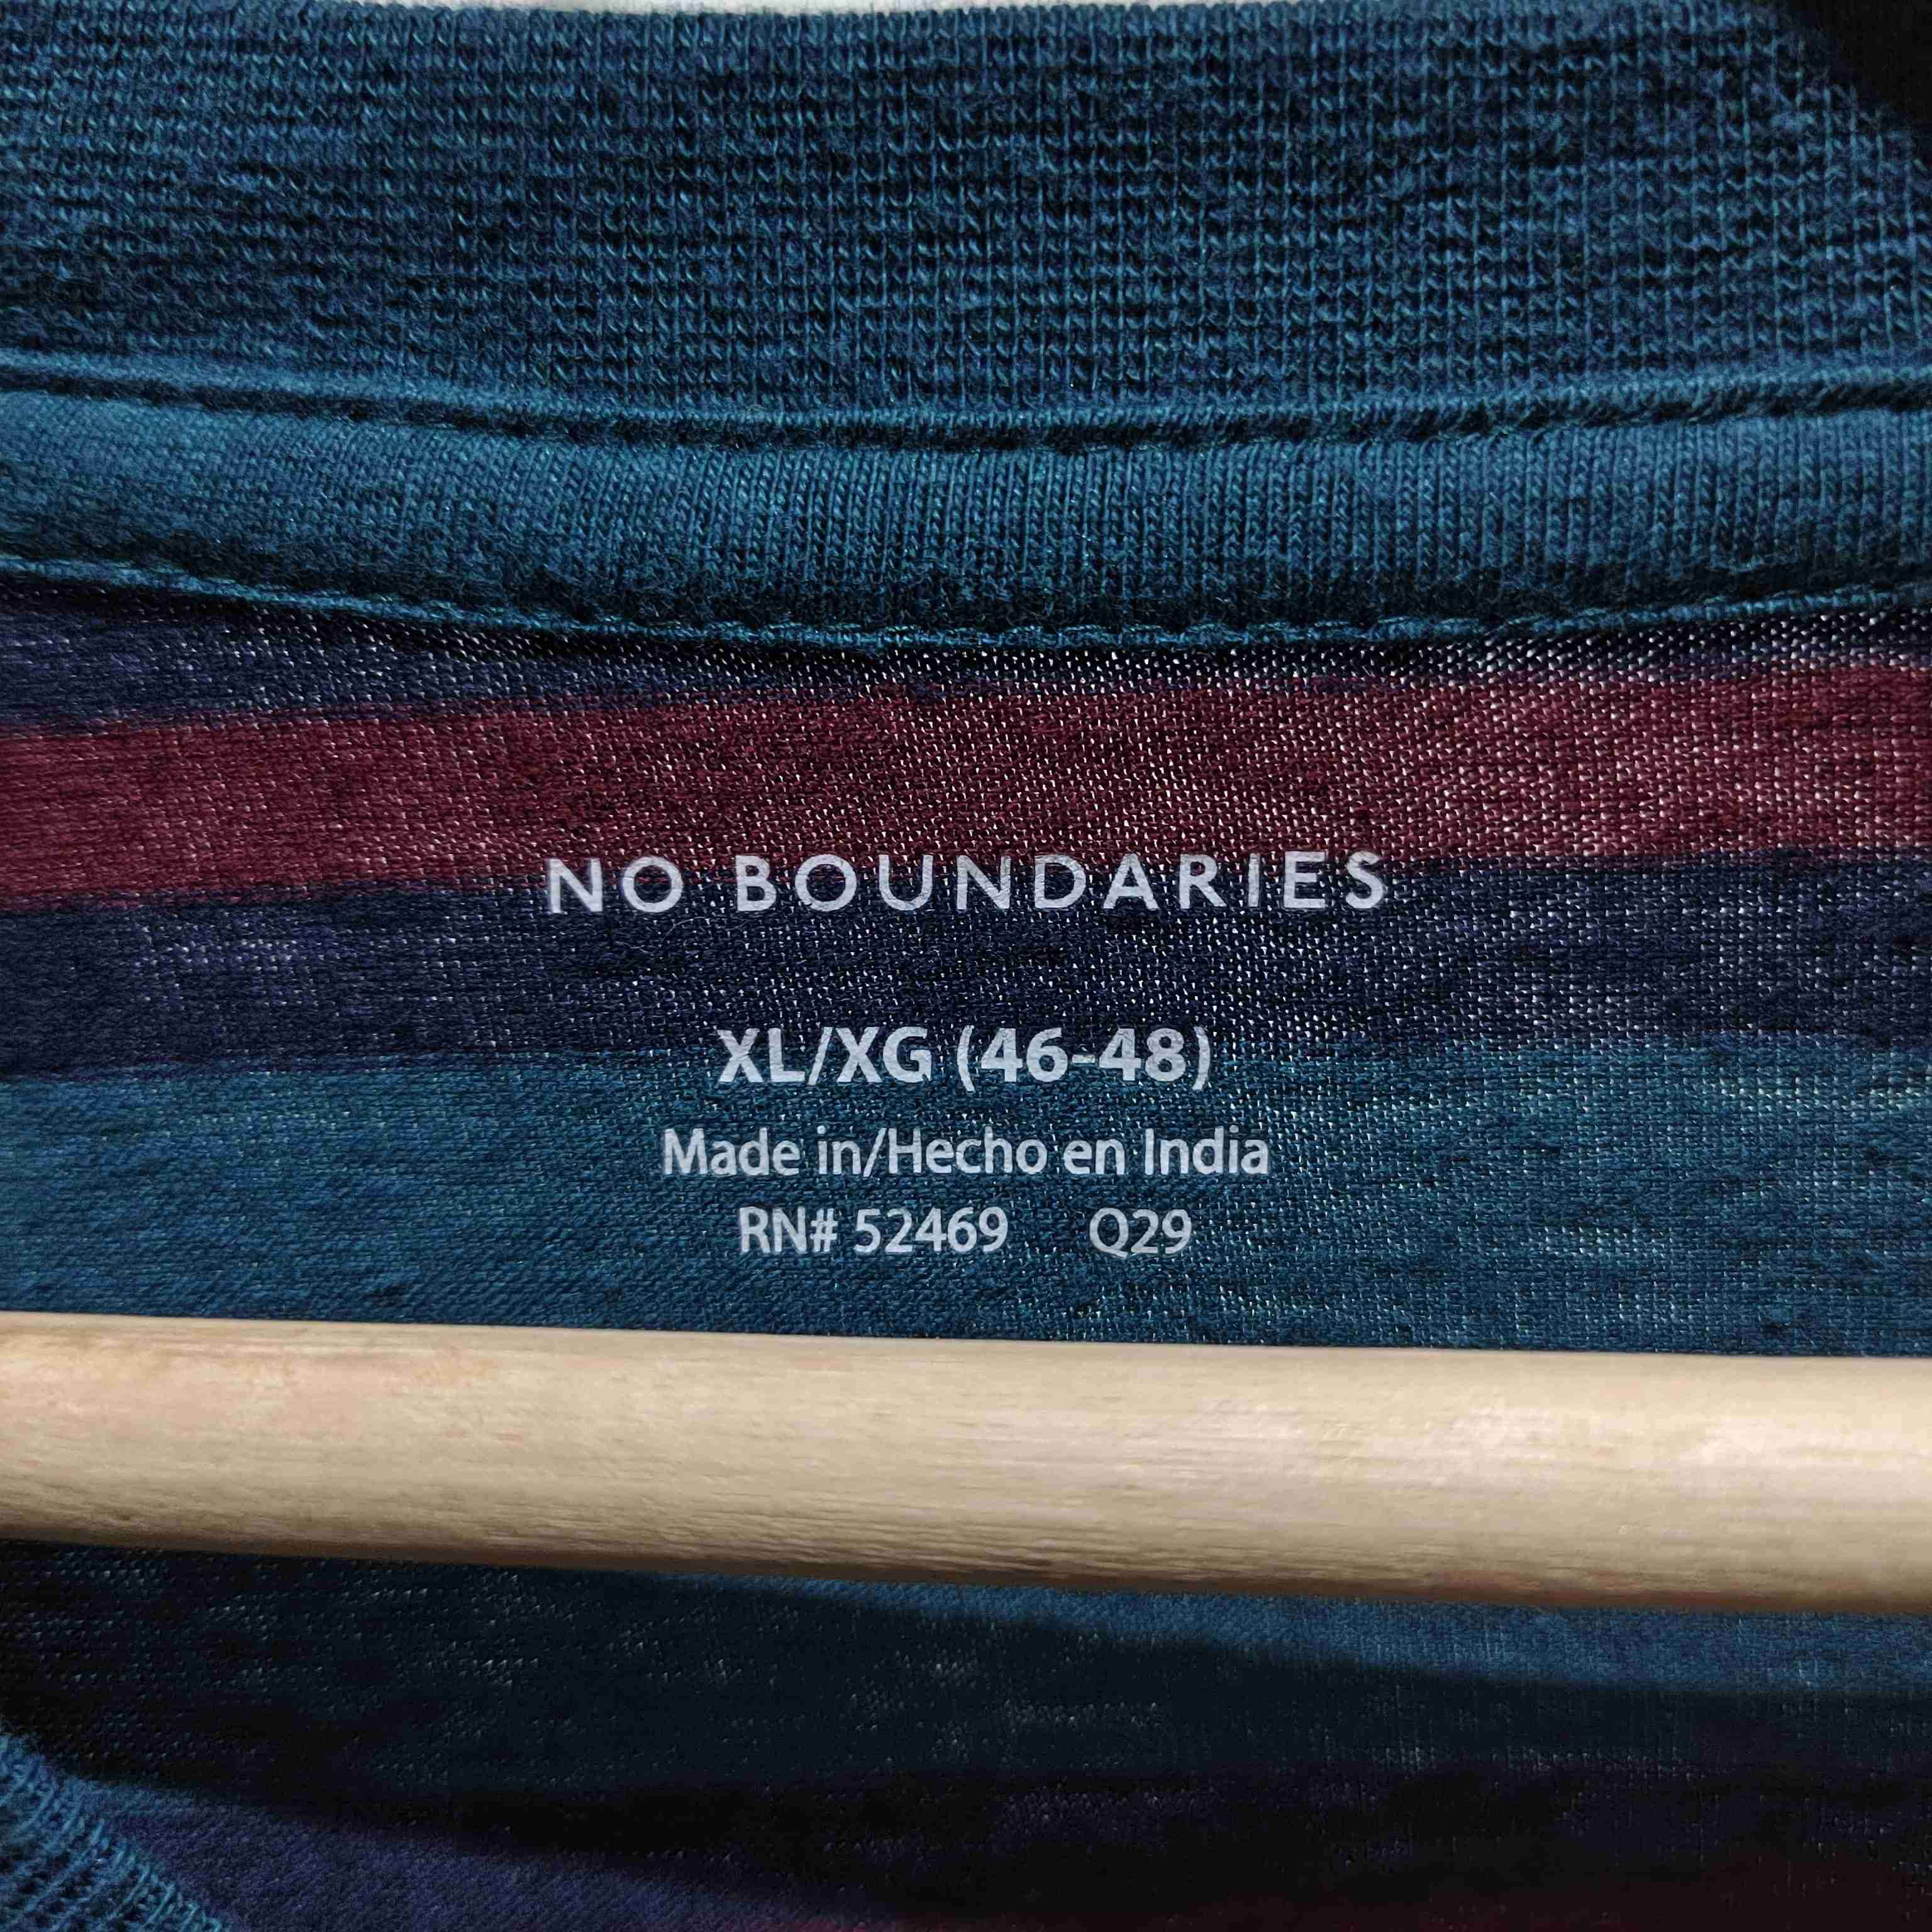 NO BOUNDARIES
XL/XG (46-48)
Made in/Hecho en India
RN# 52469 Q29